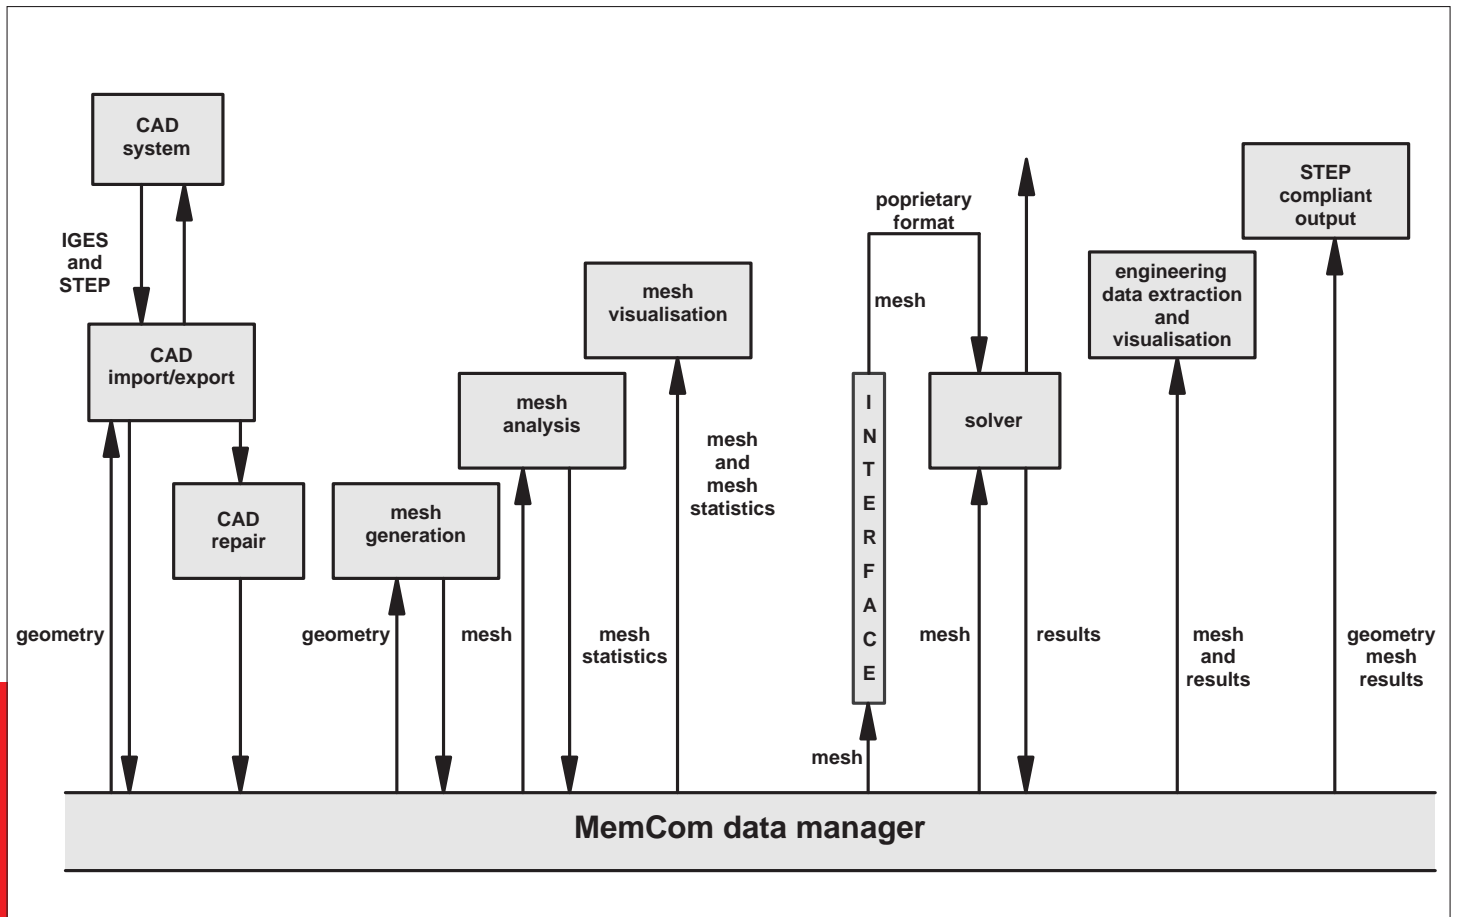 CAD
system
IGES
and
STEP
CAD
import/export
CAD
repair
geometry
mesh
generation
geometry
mesh
mesh
analysis
mesh
statistics
mesh
visualisation
mesh
and
mesh
statistics
poprietary
format
mesh
INTERFACE
mesh
solver
mesh
results
engineering
data extraction
and
visualisation
mesh
and
results
STEP
compliant
output
geometry
mesh
results
MemCom data manager